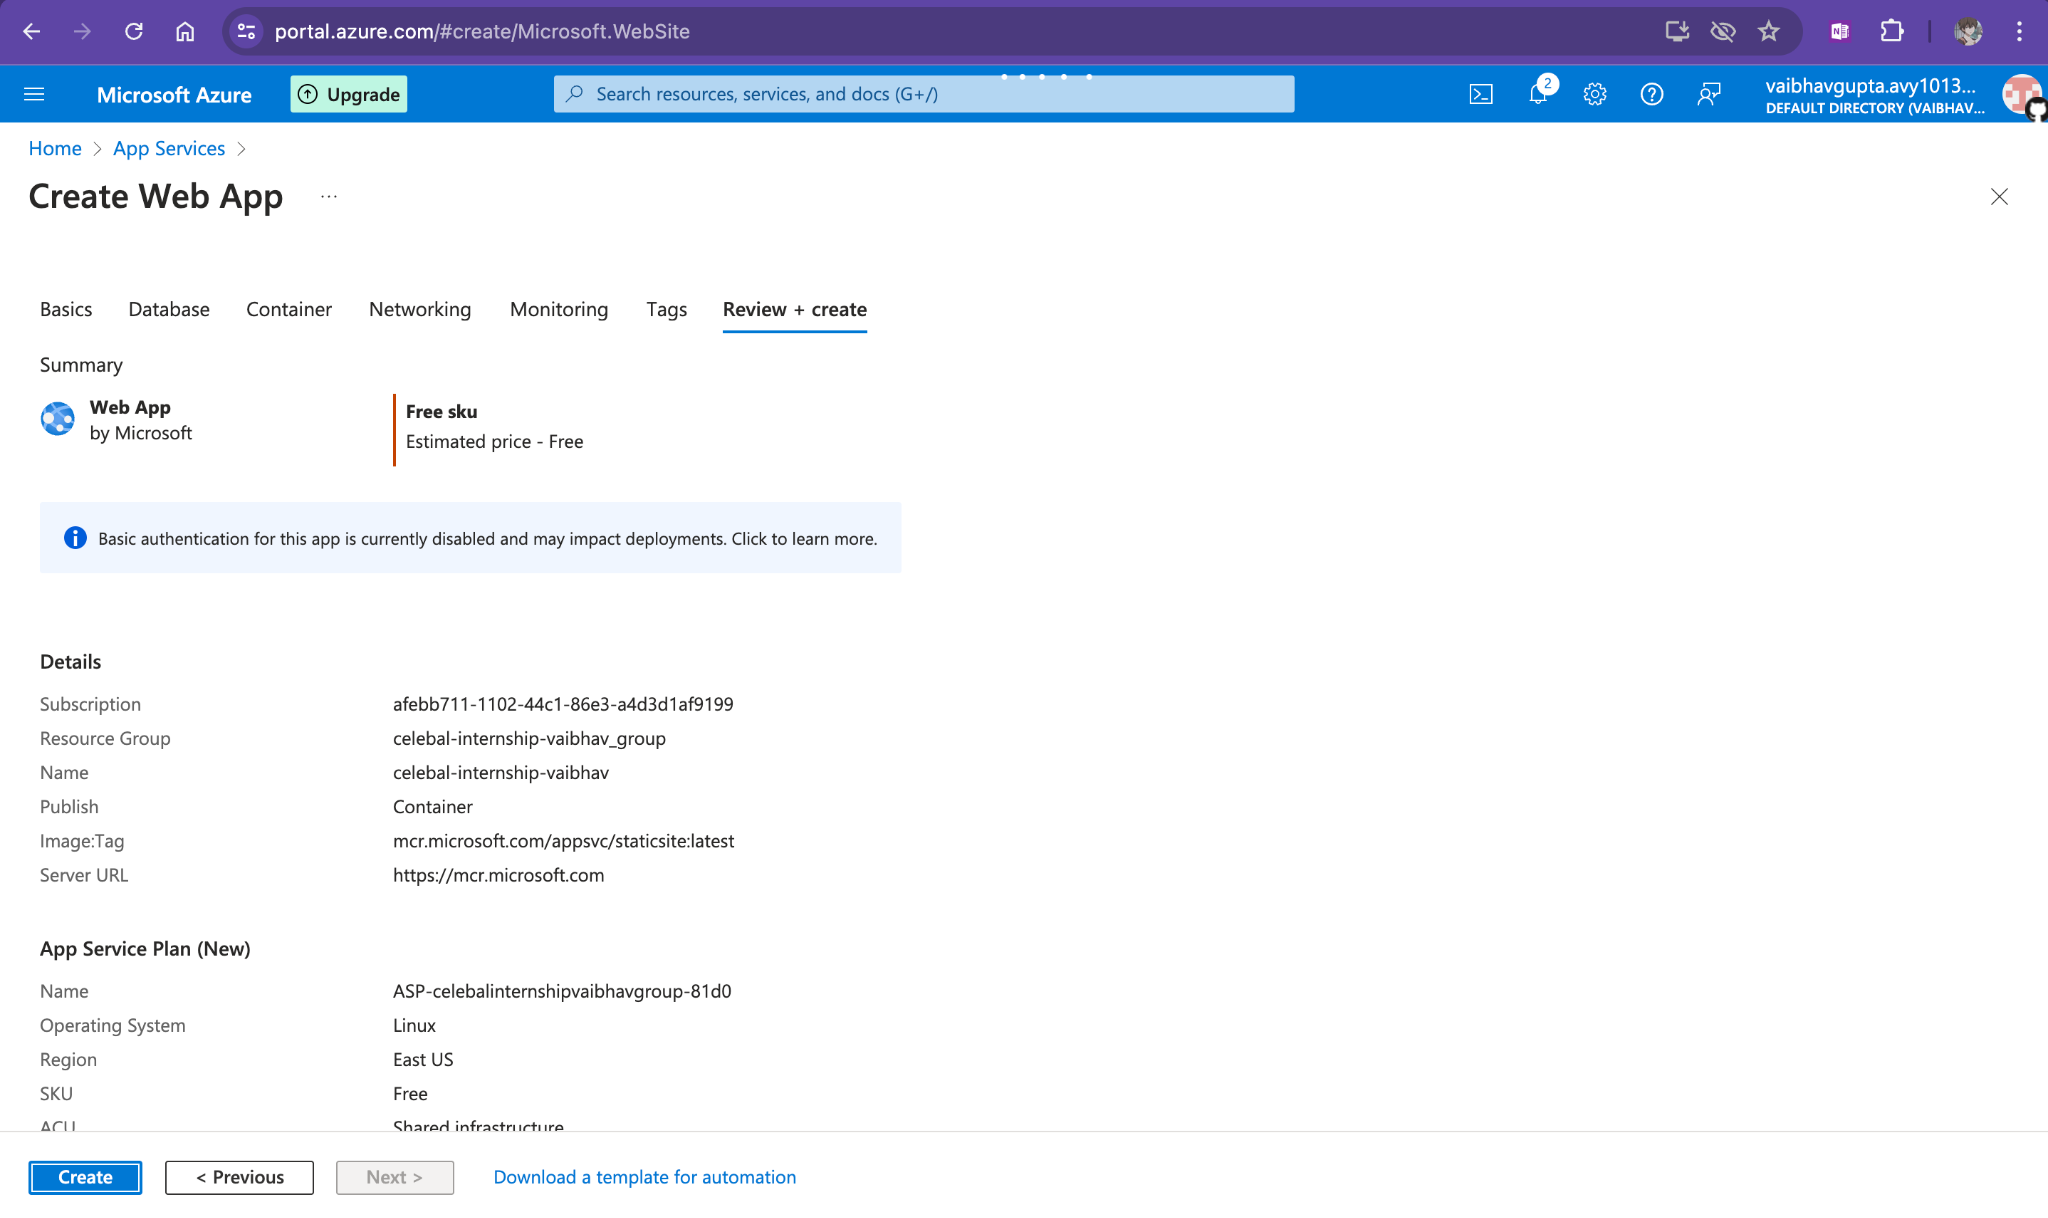 portal.azure.com/#create/Microsoft.WebSite
Microsoft Azure
Upgrade
Search resources, services, and docs (G+/)
2
vaibhavgupta.avy1013...
DEFAULT DIRECTORY (VAIBHAV...
Home > App Services >
Create Web App ...
Basics Database Container Networking Monitoring Tags Review + create
Summary
Web App
by Microsoft
Free sku
Estimated price - Free
Basic authentication for this app is currently disabled and may impact deployments. Click to learn more.
Details
Subscription afebb711-1102-44c1-86e3-a4d3d1af9199
Resource Group celebal-internship-vaibhav_group
Name celebal-internship-vaibhav
Publish Container
Image:Tag mcr.microsoft.com/appsvc/staticsite:latest
Server URL https://mcr.microsoft.com
App Service Plan (New)
Name ASP-celebalinternshipvaibhavgroup-81d0
Operating System Linux
Region East US
SKU Free
ACU Shared infrastructure
Create < Previous Next > Download a template for automation